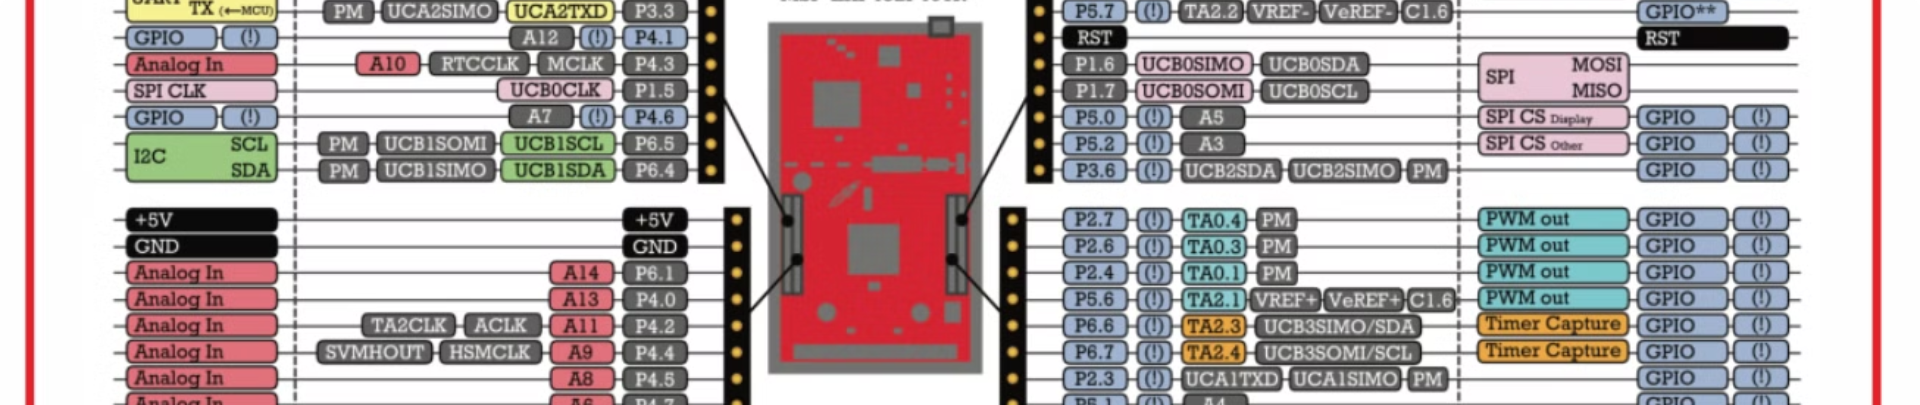 TX (←MCU) PM UCA2SIMO UCA2TXD P3.3 P5.7 (!) TA2.2 VREF- VeREF- C1.6 GPIO**
GPIO (!) A12 (!) P4.1 RST RST
Analog In A10 RTCCLK MCLK P4.3 P1.6 UCB0SIMO UCB0SDA SPI MOSI
SPI CLK UCB0CLK P1.5 P1.7 UCB0SOMI UCB0SCL MISO
GPIO (!) A7 (!) P4.6 P5.0 (!) A5 SPI CS Display GPIO (!)
I2C SCL PM UCB1SOMI UCB1SCL P6.5 P5.2 (!) A3 SPI CS Other GPIO (!)
SDA PM UCB1SIMO UCB1SDA P6.4 P3.6 (!) UCB2SDA UCB2SIMO PM GPIO (!)
+5V +5V P2.7 (!) TA0.4 PM PWM out GPIO (!)
GND GND P2.6 (!) TA0.3 PM PWM out GPIO (!)
Analog In A14 P6.1 P2.4 (!) TA0.1 PM PWM out GPIO (!)
Analog In A13 P4.0 P5.6 (!) TA2.1 VREF+ VeREF+ C1.6 PWM out GPIO (!)
Analog In TA2CLK ACLK A11 P4.2 P6.6 (!) TA2.3 UCB3SIMO/SDA Timer Capture GPIO (!)
Analog In SVMHOUT HSMCLK A9 P4.4 P6.7 (!) TA2.4 UCB3SOMI/SCL Timer Capture GPIO (!)
Analog In A8 P4.5 P2.3 (!) UCA1TXD UCA1SIMO PM GPIO (!)